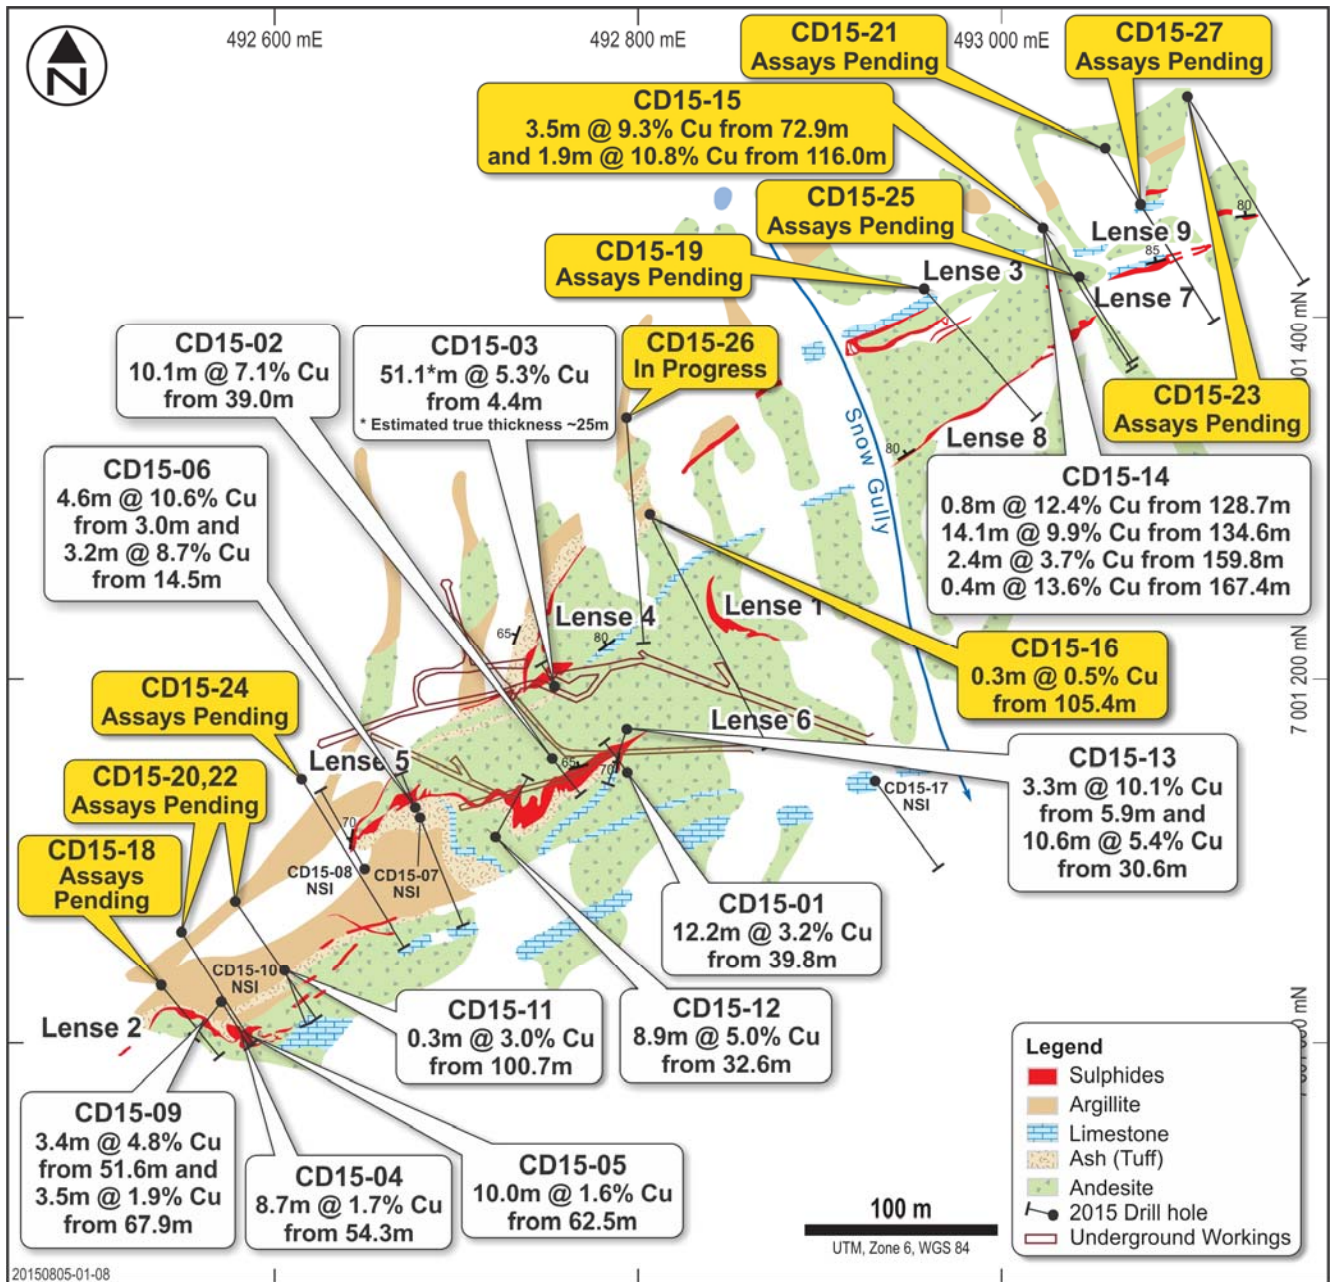 492 600 mE
492 800 mE
493 000 mE
N
CD15-21
Assays Pending
CD15-27
Assays Pending
CD15-15
3.5m @ 9.3% Cu from 72.9m
and 1.9m @ 10.8% Cu from 116.0m
CD15-25
Assays Pending
CD15-19
Assays Pending
Lense 9
80
85
Lense 3
Lense 7
01 400 mN
CD15-02
10.1m @ 7.1% Cu
from 39.0m
CD15-03
51.1*m @ 5.3% Cu
from 4.4m
* Estimated true thickness ~25m
CD15-26
In Progress
CD15-23
Assays Pending
Snow Gully
Lense 8
80
CD15-06
4.6m @ 10.6% Cu
from 3.0m and
3.2m @ 8.7% Cu
from 14.5m
CD15-14
0.8m @ 12.4% Cu from 128.7m
14.1m @ 9.9% Cu from 134.6m
2.4m @ 3.7% Cu from 159.8m
0.4m @ 13.6% Cu from 167.4m
Lense 4
65
80
Lense 1
CD15-16
0.3m @ 0.5% Cu
from 105.4m
7 001 200 mN
CD15-24
Assays Pending
Lense 6
Lense 5
65
70
CD15-13
3.3m @ 10.1% Cu
from 5.9m and
10.6m @ 5.4% Cu
from 30.6m
CD15-17
NSI
CD15-20,22
Assays Pending
70
CD15-18
Assays
Pending
CD15-08
NSI
CD15-07
NSI
CD15-01
12.2m @ 3.2% Cu
from 39.8m
CD15-10
NSI
Lense 2
CD15-11
0.3m @ 3.0% Cu
from 100.7m
CD15-12
8.9m @ 5.0% Cu
from 32.6m
mN
CD15-09
3.4m @ 4.8% Cu
from 51.6m and
3.5m @ 1.9% Cu
from 67.9m
CD15-04
8.7m @ 1.7% Cu
from 54.3m
CD15-05
10.0m @ 1.6% Cu
from 62.5m
100 m
UTM, Zone 6, WGS 84
Legend
Sulphides
Argillite
Limestone
Ash (Tuff)
Andesite
2015 Drill hole
Underground Workings
20150805-01-08